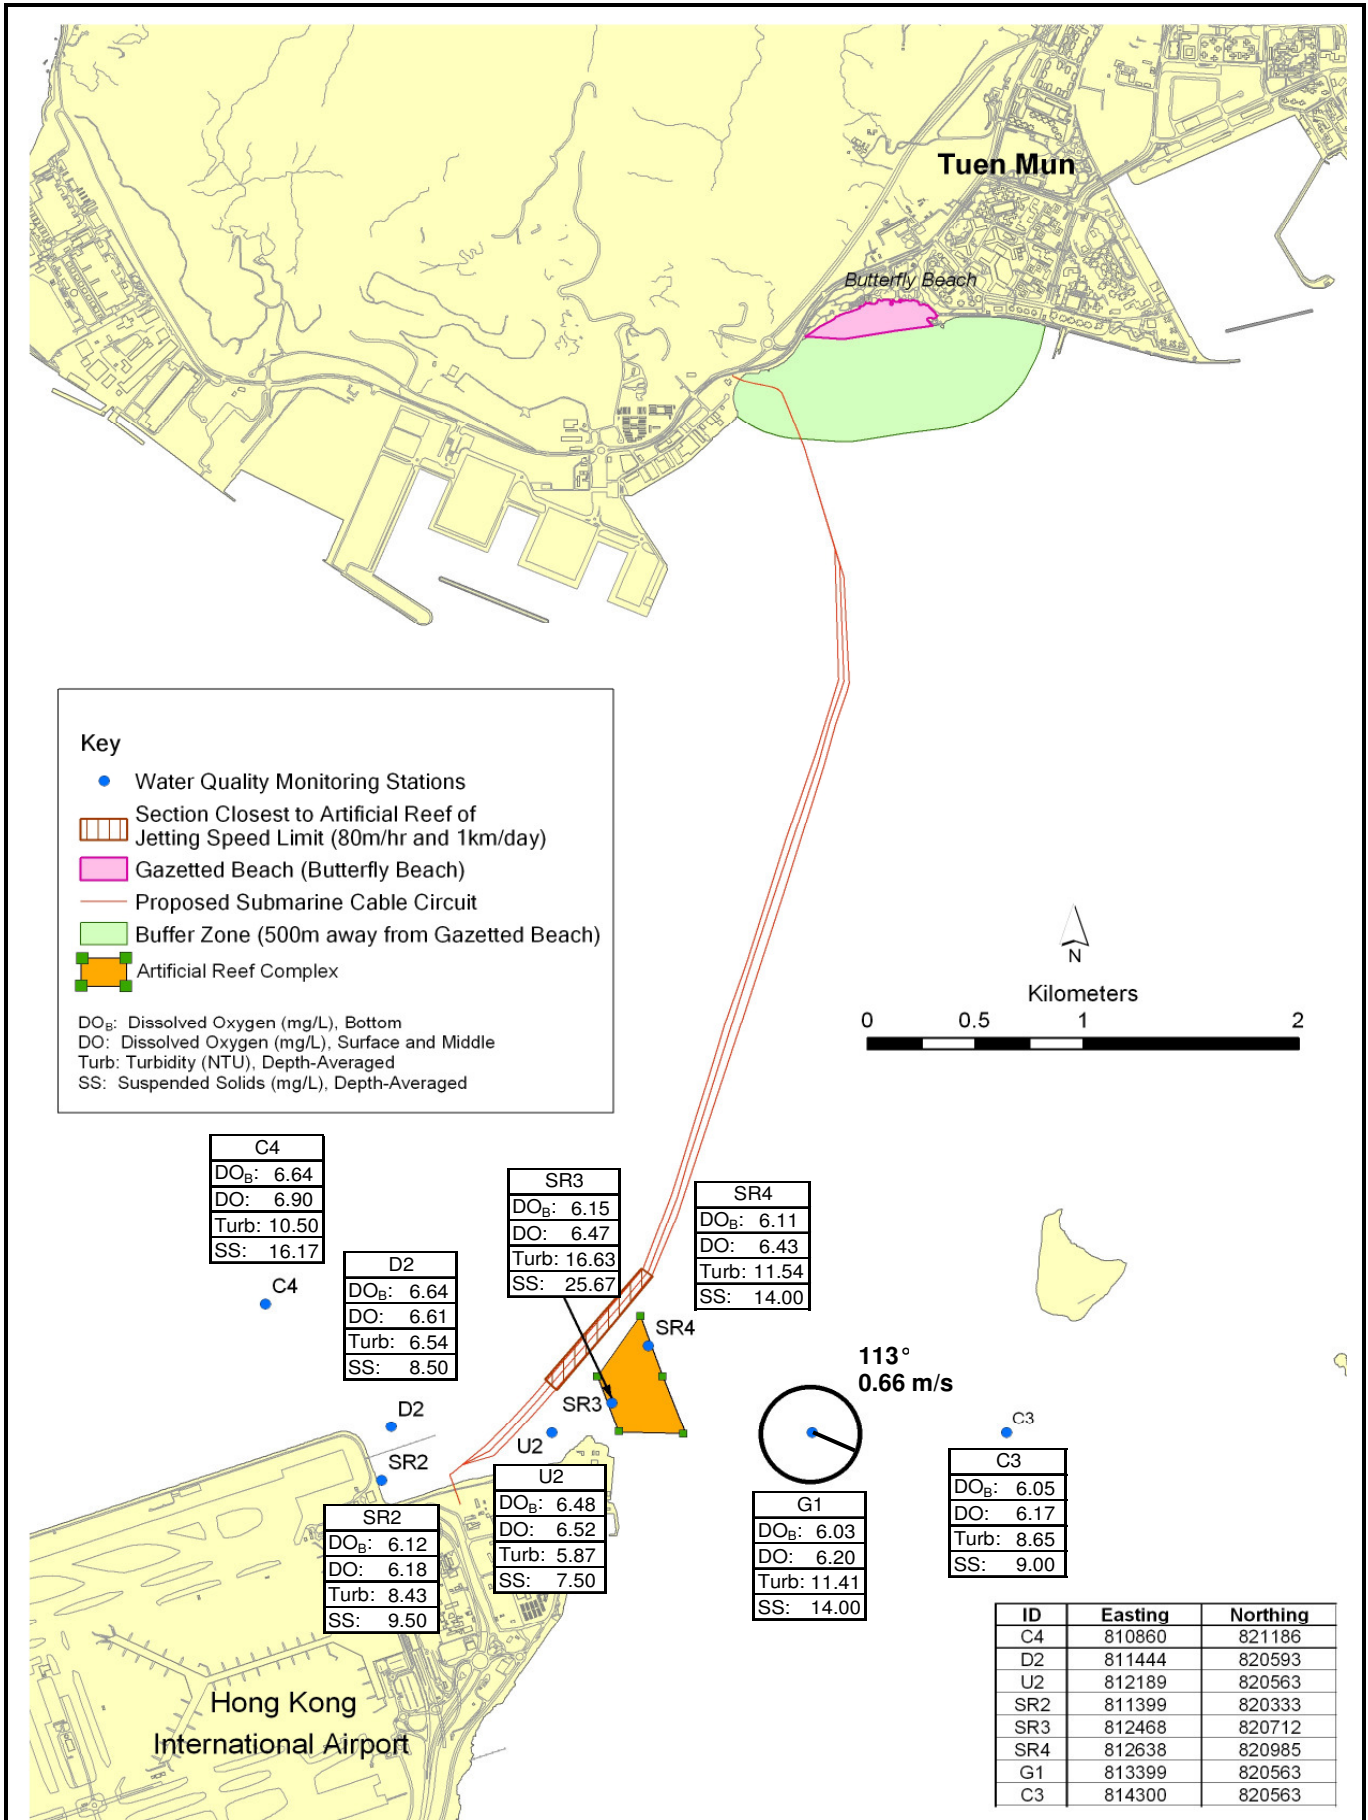 Tuen Mun
Butterfly Beach
Key
Water Quality Monitoring Stations
Section Closest to Artificial Reef of
Jetting Speed Limit (80m/hr and 1km/day)
Gazetted Beach (Butterfly Beach)
Proposed Submarine Cable Circuit
Buffer Zone (500m away from Gazetted Beach)
Artificial Reef Complex
DOB: Dissolved Oxygen (mg/L), Bottom
DO: Dissolved Oxygen (mg/L), Surface and Middle
Turb: Turbidity (NTU), Depth-Averaged
SS: Suspended Solids (mg/L), Depth-Averaged
N
Kilometers
0 0.5 1 2
C4
DOB: 6.64
DO: 6.90
Turb: 10.50
SS: 16.17
C4
D2
DOB: 6.64
DO: 6.61
Turb: 6.54
SS: 8.50
D2
SR3
DOB: 6.15
DO: 6.47
Turb: 16.63
SS: 25.67
SR3
SR4
DOB: 6.11
DO: 6.43
Turb: 11.54
SS: 14.00
SR4
113°
0.66 m/s
C3
C3
DOB: 6.05
DO: 6.17
Turb: 8.65
SS: 9.00
U2
U2
DOB: 6.48
DO: 6.52
Turb: 5.87
SS: 7.50
SR2
SR2
DOB: 6.12
DO: 6.18
Turb: 8.43
SS: 9.50
G1
DOB: 6.03
DO: 6.20
Turb: 11.41
SS: 14.00
Hong Kong
International Airport
ID Easting Northing
C4 810860 821186
D2 811444 820593
U2 812189 820563
SR2 811399 820333
SR3 812468 820712
SR4 812638 820985
G1 813399 820563
C3 814300 820563